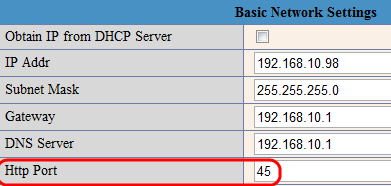 Basic Network Settings
Obtain IP from DHCP Server
IP Addr 192.168.10.98
Subnet Mask 255.255.255.0
Gateway 192.168.10.1
DNS Server 192.168.10.1
Http Port 45